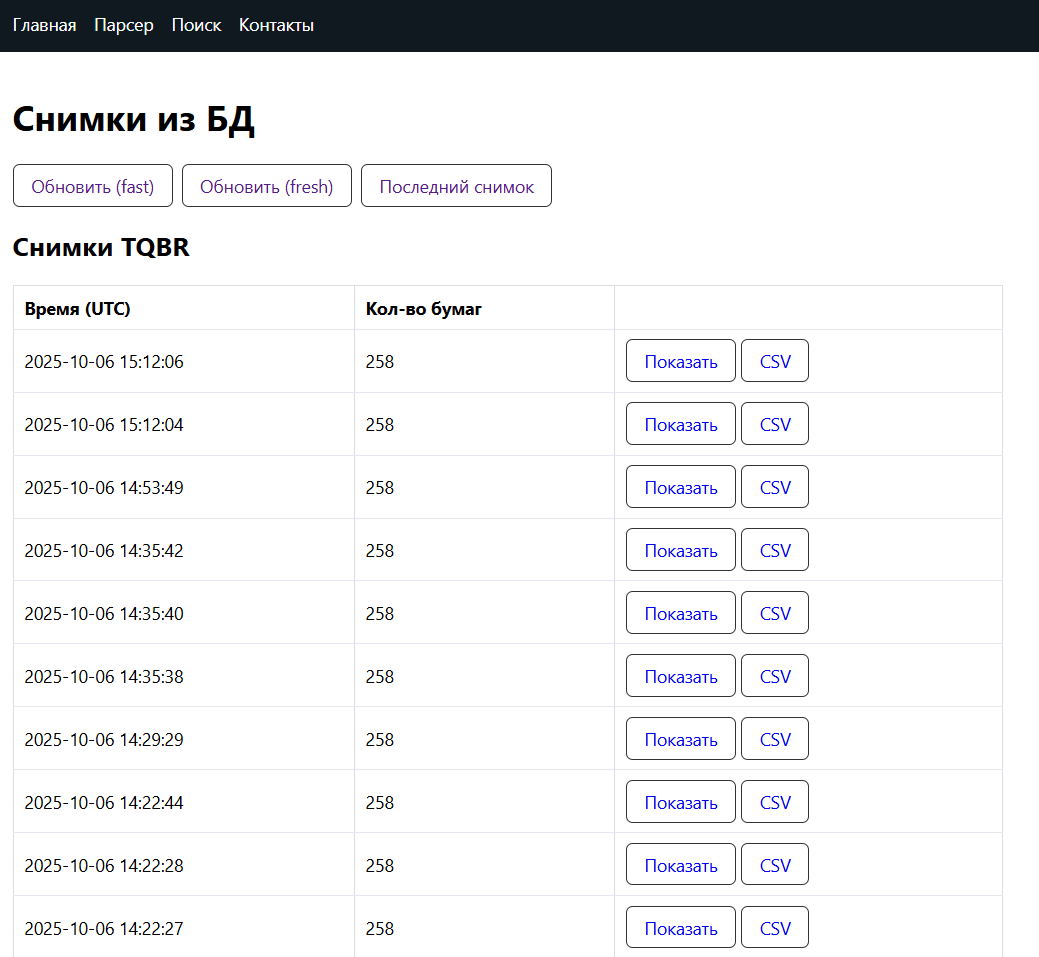 Главная Парсер Поиск Контакты
Снимки из БД
Обновить (fast) Обновить (fresh) Последний снимок
Снимки TQBR
Время (UTC) Кол-во бумаг
2025-10-06 15:12:06 258 Показать CSV
2025-10-06 15:12:04 258 Показать CSV
2025-10-06 14:53:49 258 Показать CSV
2025-10-06 14:35:42 258 Показать CSV
2025-10-06 14:35:40 258 Показать CSV
2025-10-06 14:35:38 258 Показать CSV
2025-10-06 14:29:29 258 Показать CSV
2025-10-06 14:22:44 258 Показать CSV
2025-10-06 14:22:28 258 Показать CSV
2025-10-06 14:22:27 258 Показать CSV